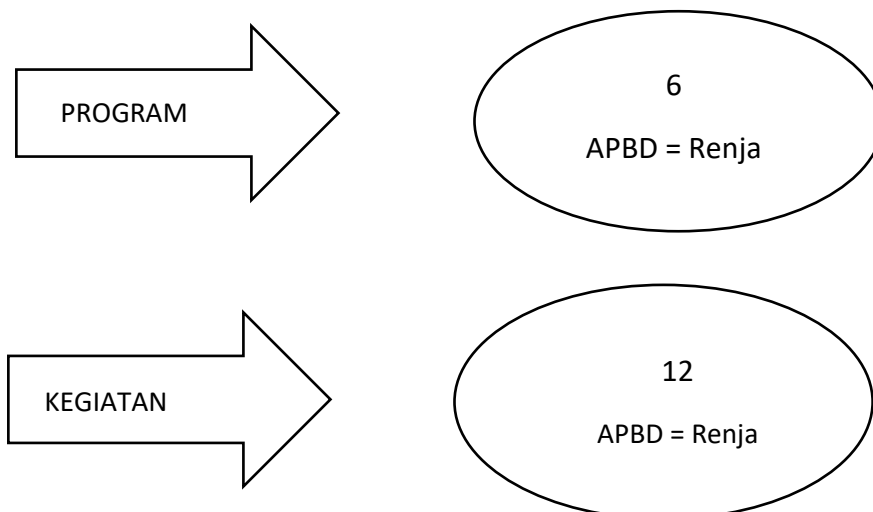 PROGRAM
6
APBD = Renja
KEGIATAN
12
APBD = Renja